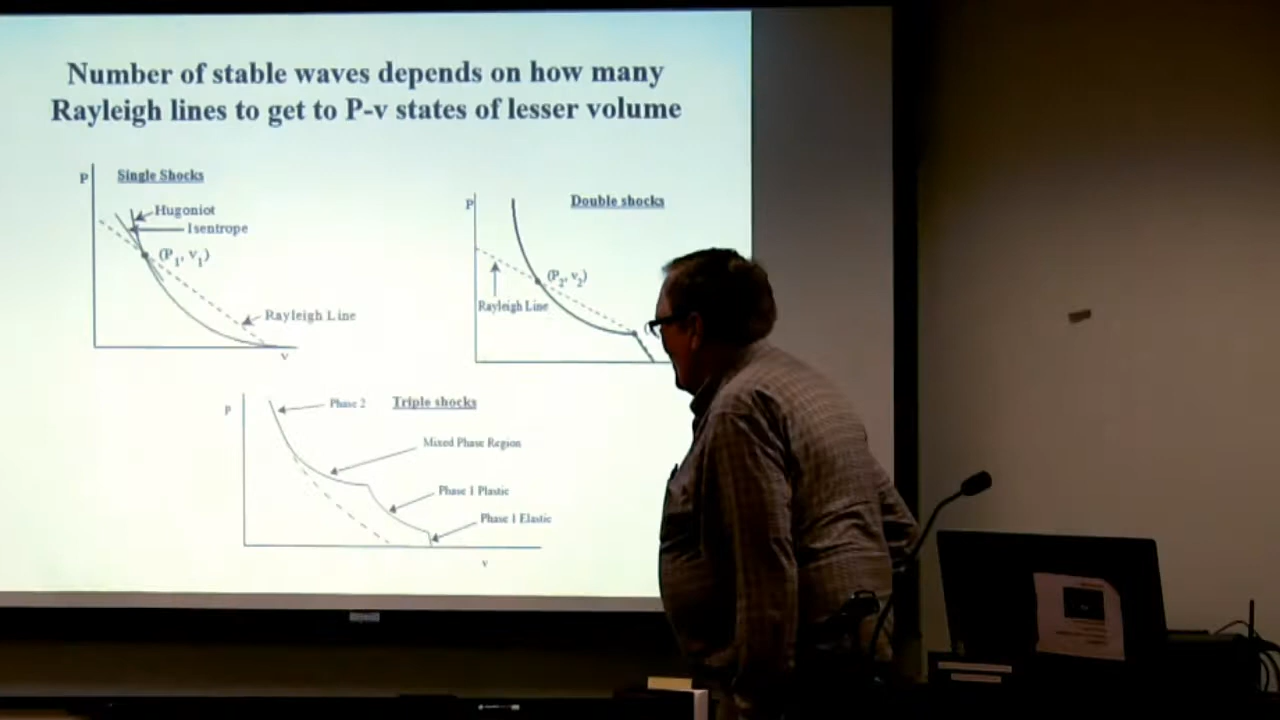 Number of stable waves depends on how many
Rayleigh lines to get to P-v states of lesser volume
P
Single Shocks
Hugoniot
Isentrope
(P1, v1)
Rayleigh Line
v
P
Double shocks
(P2, v2)
Rayleigh Line
P
Phase 2
Triple shocks
Mixed Phase Region
Phase 1 Plastic
Phase 1 Elastic
v